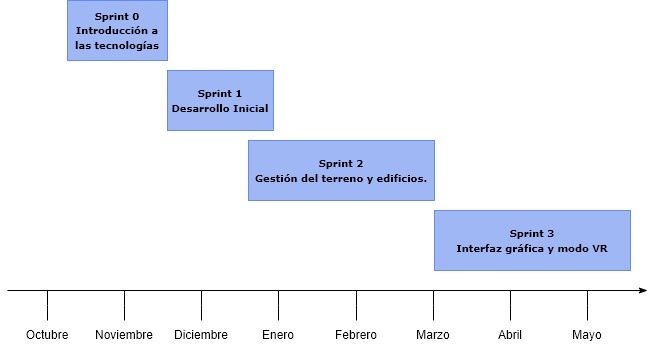 Sprint 0
Introducción a
las tecnologías
Sprint 1
Desarrollo Inicial
Sprint 2
Gestión del terreno y edificios.
Sprint 3
Interfaz gráfica y modo VR
Octubre Noviembre Diciembre Enero Febrero Marzo Abril Mayo